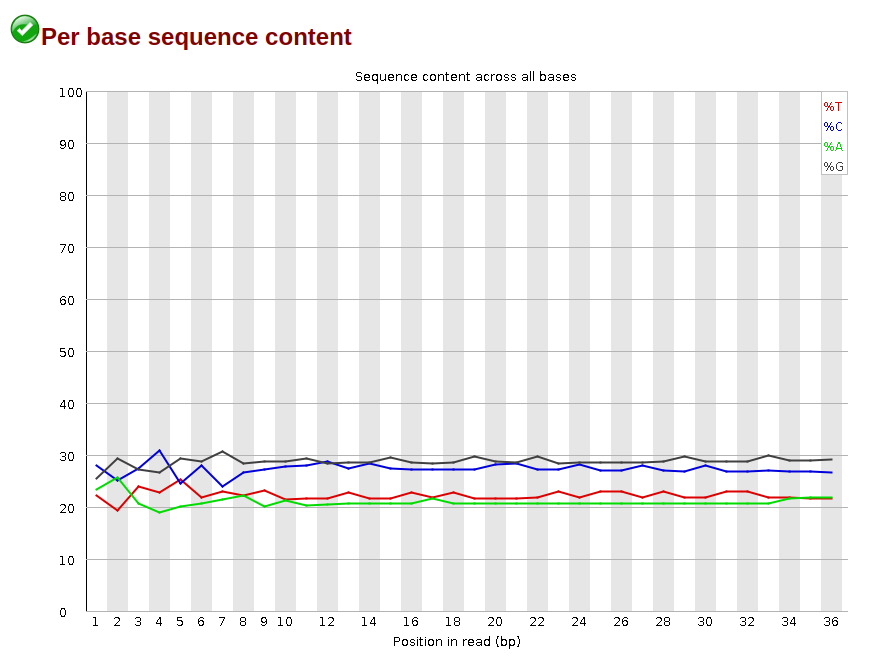 Per base sequence content
Sequence content across all bases
100
90
80
70
60
50
40
30
20
10
0
%T
%C
%A
%G
1 2 3 4 5 6 7 8 9 10 12 14 16 18 20 22 24 26 28 30 32 34 36
Position in read (bp)